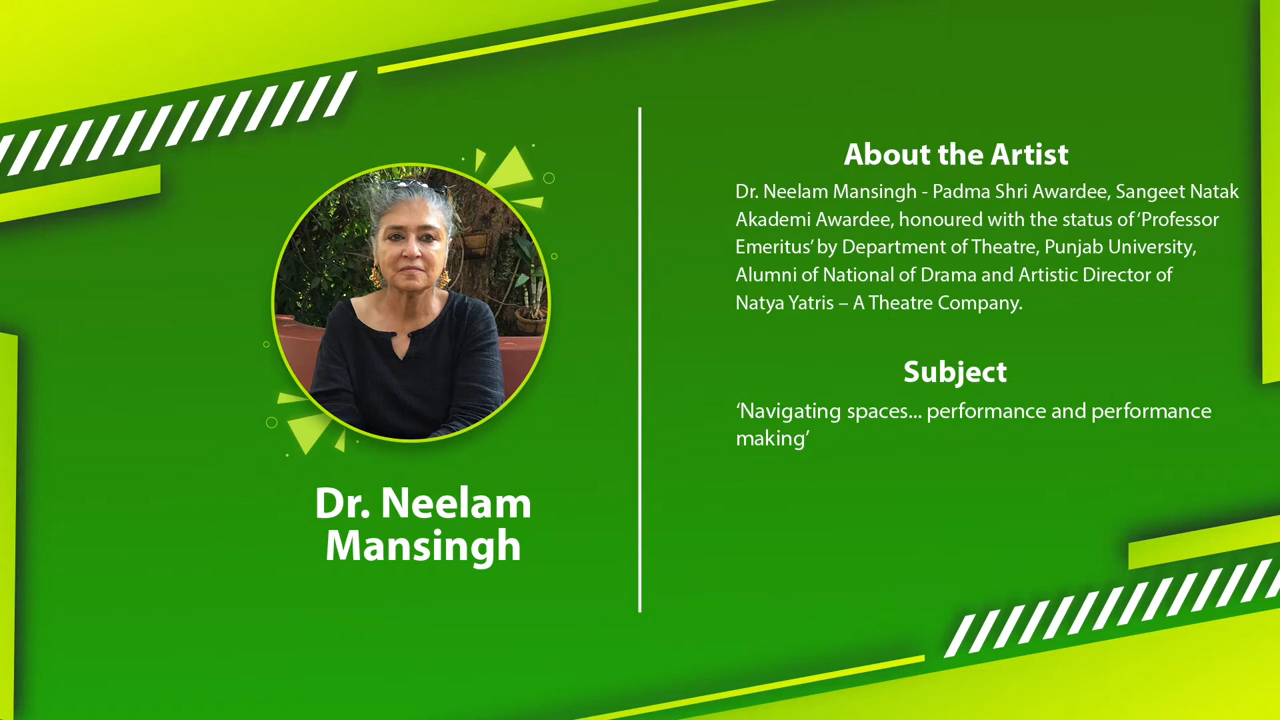 Dr. Neelam
Mansingh
About the Artist
Dr. Neelam Mansingh - Padma Shri Awardee, Sangeet Natak
Akademi Awardee, honoured with the status of ‘Professor
Emeritus’ by Department of Theatre, Punjab University,
Alumni of National of Drama and Artistic Director of
Natya Yatris – A Theatre Company.
Subject
‘Navigating spaces... performance and performance
making’